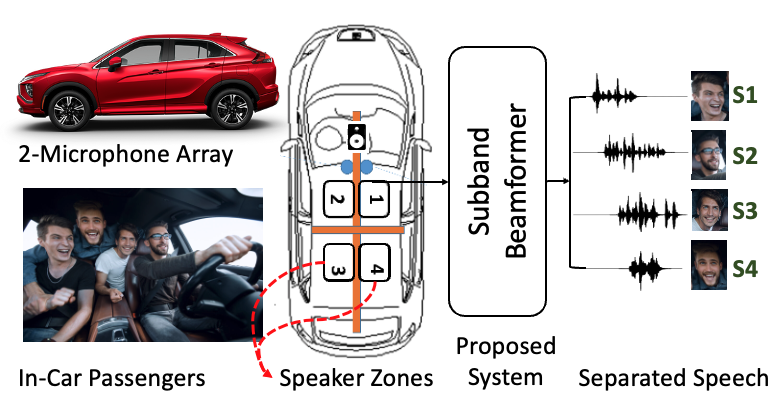 2-Microphone Array
In-Car Passengers
2
1
3
4
Speaker Zones
Subband
Beamformer
Proposed
System
S1
S2
S3
S4
Separated Speech